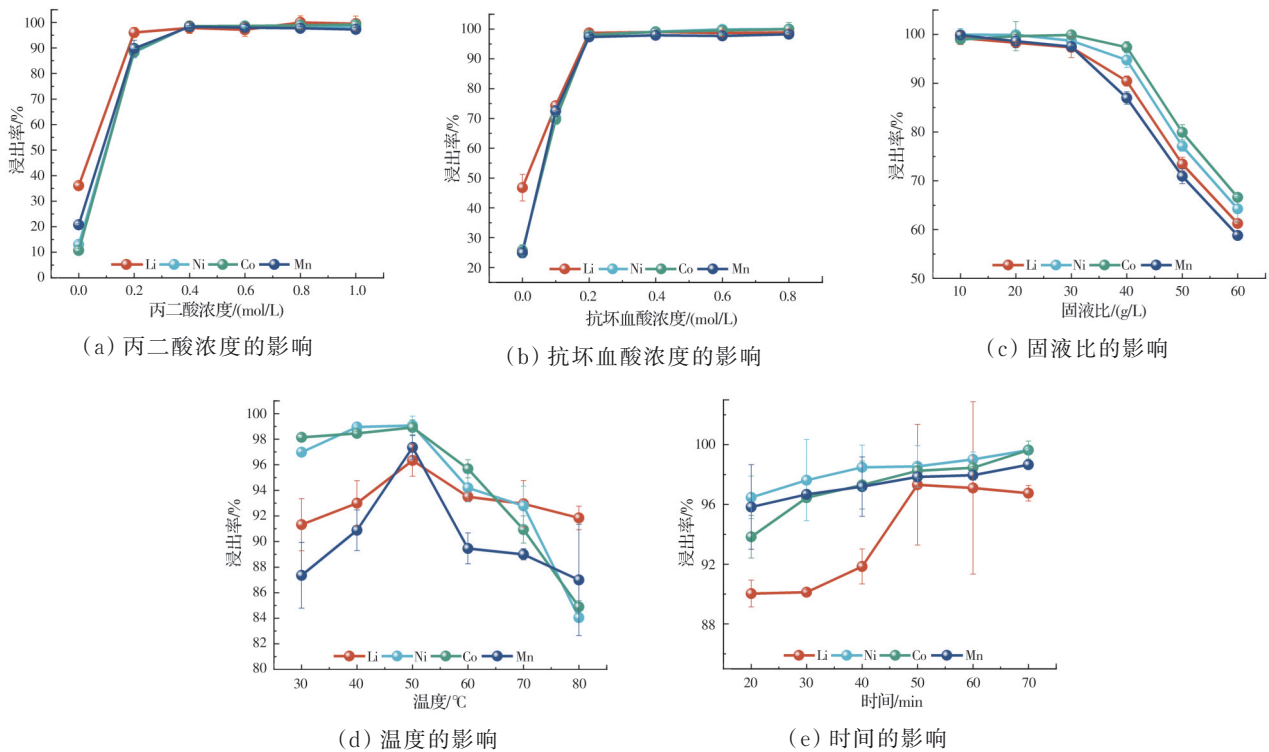 100
90
80
70
60
50
40
30
20
10
0
浸出率/%
Li Ni Co Mn
0.0 0.2 0.4 0.6 0.8 1.0
丙二酸浓度/(mol/L)
(a) 丙二酸浓度的影响
100
90
80
70
60
50
40
30
20
浸出率/%
Li Ni Co Mn
0.0 0.2 0.4 0.6 0.8
抗坏血酸浓度/(mol/L)
(b) 抗坏血酸浓度的影响
100
90
80
70
60
50
浸出率/%
Li Ni Co Mn
10 20 30 40 50 60
固液比/(g/L)
(c) 固液比的影响
100
98
96
94
92
90
88
86
84
82
80
浸出率/%
Li Ni Co Mn
30 40 50 60 70 80
温度/℃
(d) 温度的影响
100
96
92
88
浸出率/%
Li Ni Co Mn
20 30 40 50 60 70
时间/min
(e) 时间的影响